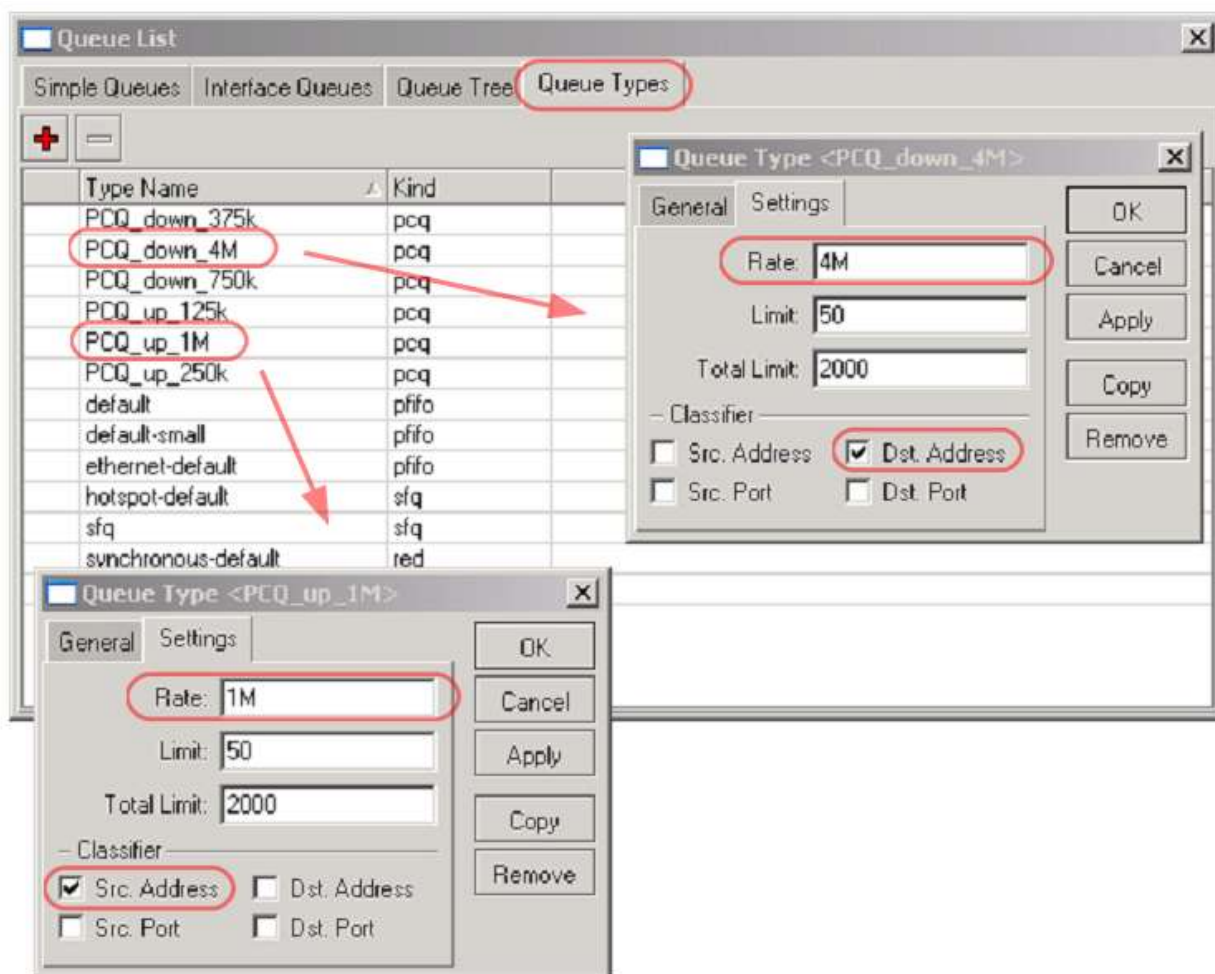 Queue List
Simple Queues Interface Queues Queue Tree Queue Types
Type Name Kind
PCQ_down_375k pcq
PCQ_down_4M pcq
PCQ_down_750k pcq
PCQ_up_125k pcq
PCQ_up_1M pcq
PCQ_up_250k pcq
default pfifo
default-small pfifo
ethernet-default pfifo
hotspot-default sfq
sfq sfq
synchronous-default red
Queue Type <PCQ_down_4M>
General Settings
OK
Rate: 4M
Cancel
Limit: 50
Apply
Total Limit: 2000
Copy
Classifier
Remove
Src. Address Dst. Address
Src. Port Dst. Port
Queue Type <PCQ_up_1M>
General Settings
OK
Rate: 1M
Cancel
Limit: 50
Apply
Total Limit: 2000
Copy
Classifier
Remove
Src. Address Dst. Address
Src. Port Dst. Port